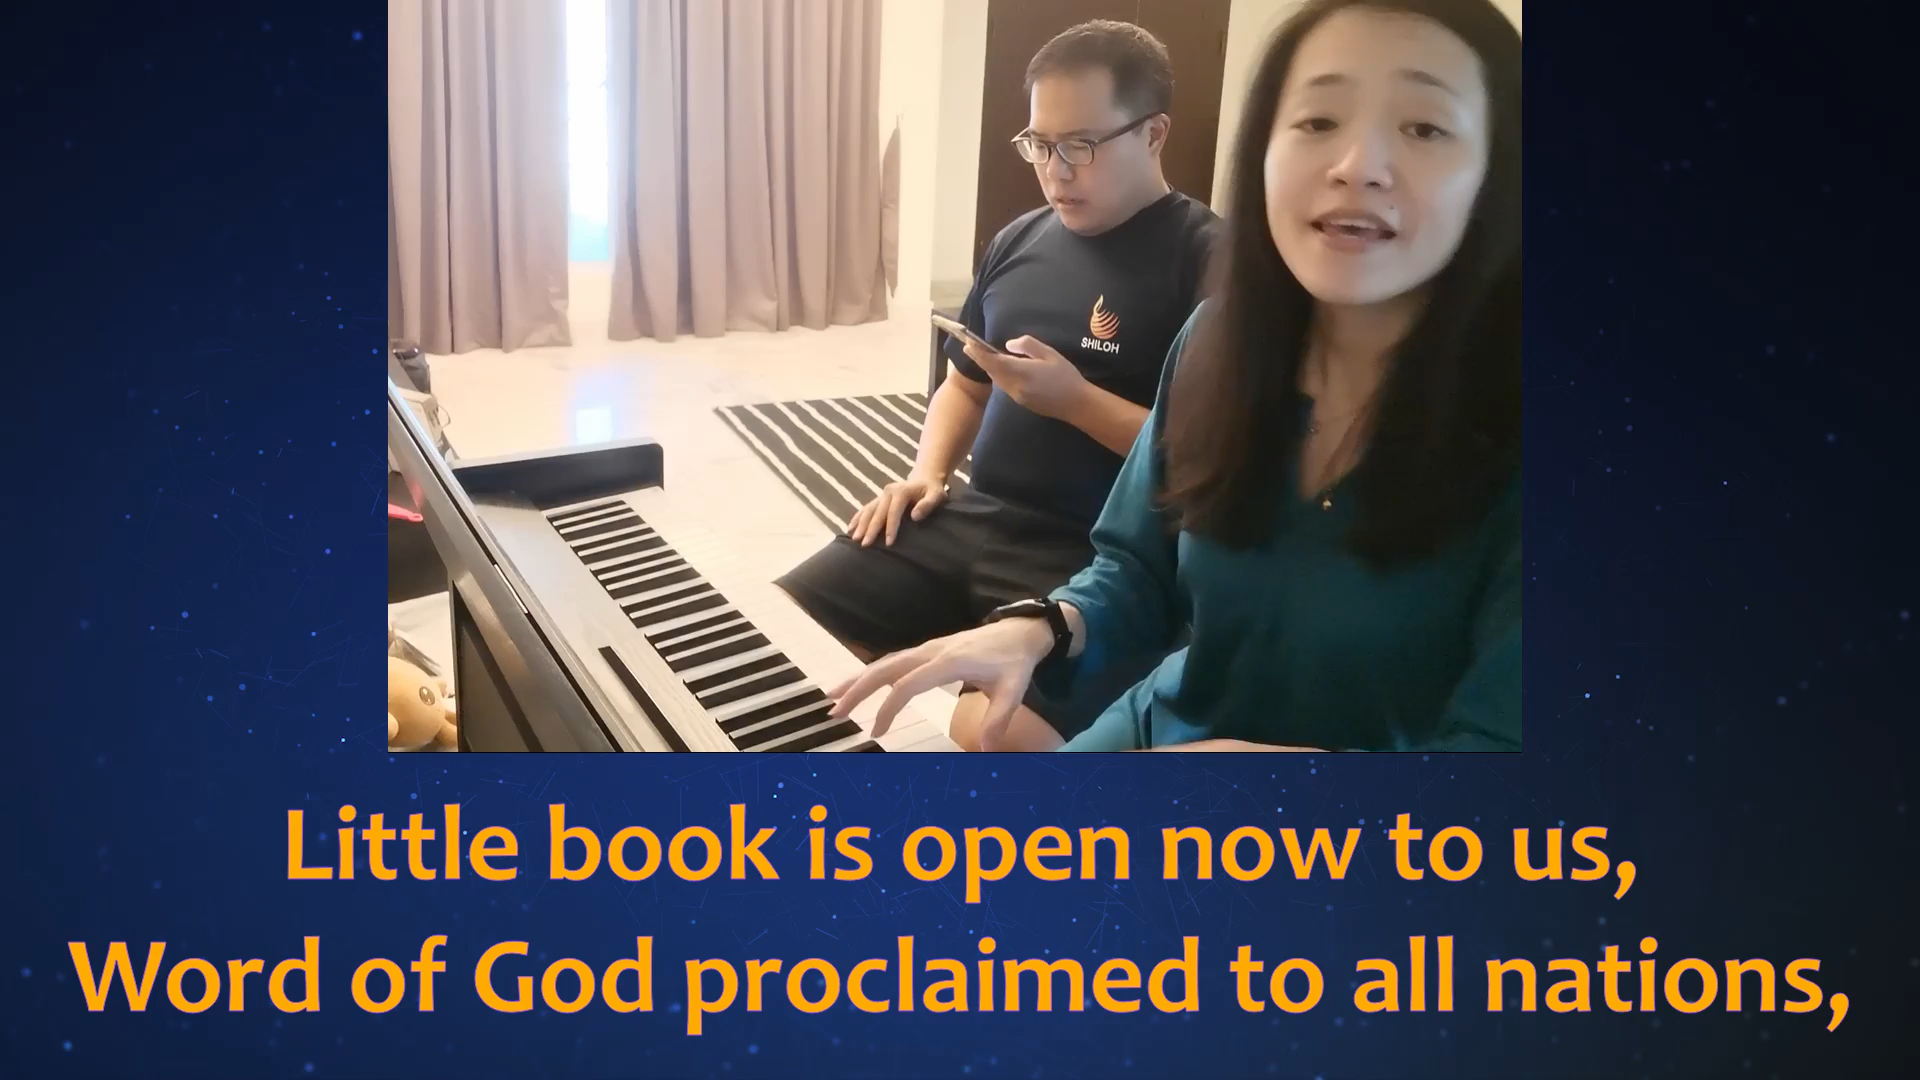 SHILOH
Little book is open now to us,
Word of God proclaimed to all nations,